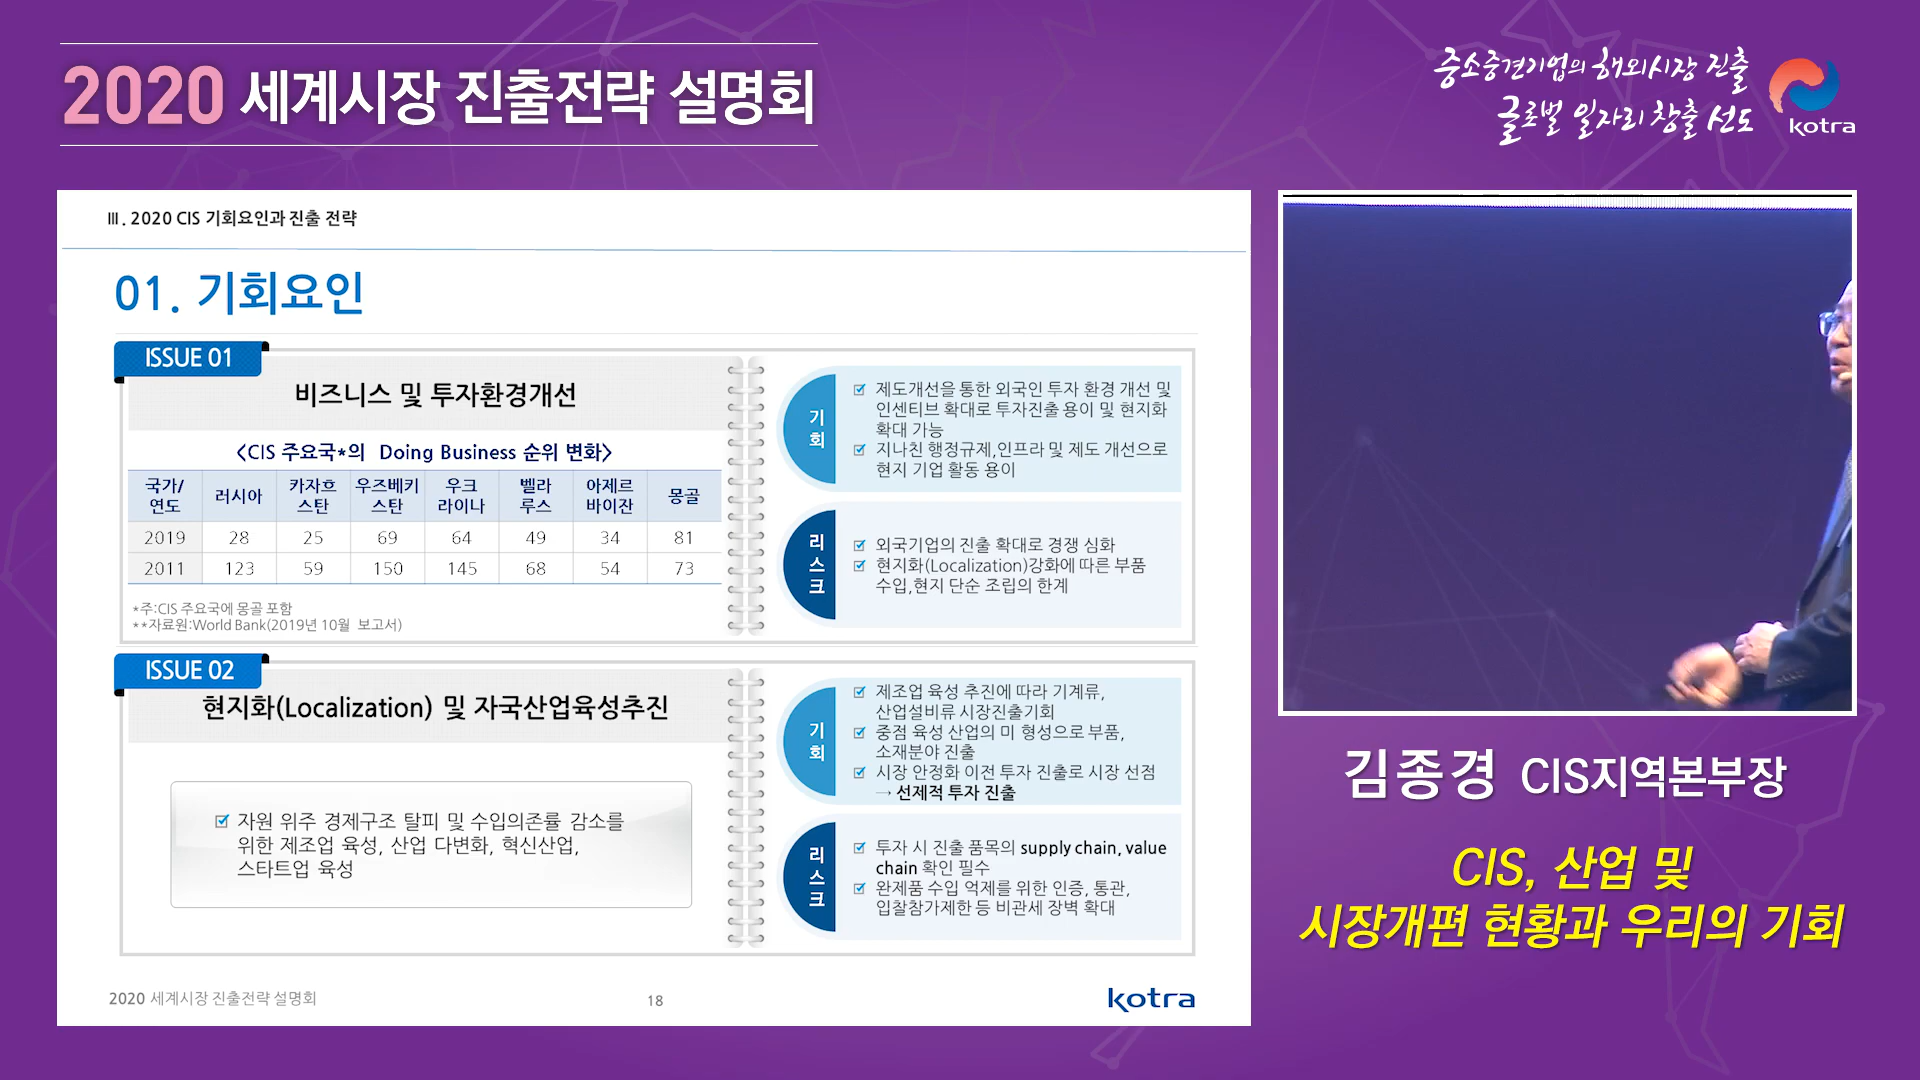 2020 세계시장 진출전략 설명회
중소중견기업의 해외시장 진출
글로벌 일자리 창출 선도
kotra
Ⅲ. 2020 CIS 기회요인과 진출 전략
01. 기회요인
ISSUE 01
비즈니스 및 투자환경개선
<CIS 주요국*의 Doing Business 순위 변화>
국가/연도 러시아 카자흐스탄 우즈베키스탄 우크라이나 벨라루스 아제르바이잔 몽골
2019 28 25 69 64 49 34 81
2011 123 59 150 145 68 54 73
*주:CIS 주요국에 몽골 포함
**자료원:World Bank(2019년 10월 보고서)
기회
제도개선을 통한 외국인 투자 환경 개선 및
인센티브 확대로 투자진출 용이 및 현지화
확대 가능
지나친 행정규제,인프라 및 제도 개선으로
현지 기업 활동 용이
리스크
외국기업의 진출 확대로 경쟁 심화
현지화(Localization)강화에 따른 부품
수입,현지 단순 조립의 한계
ISSUE 02
현지화(Localization) 및 자국산업육성추진
자원 위주 경제구조 탈피 및 수입의존률 감소를
위한 제조업 육성, 산업 다변화, 혁신산업,
스타트업 육성
기회
제조업 육성 추진에 따라 기계류,
산업설비류 시장진출기회
중점 육성 산업의 미 형성으로 부품,
소재분야 진출
시장 안정화 이전 투자 진출로 시장 선점
→ 선제적 투자 진출
리스크
투자 시 진출 품목의 supply chain, value
chain 확인 필수
완제품 수입 억제를 위한 인증, 통관,
입찰참가제한 등 비관세 장벽 확대
2020 세계시장 진출전략 설명회
18
kotra
김종경 CIS지역본부장
CIS, 산업 및
시장개편 현황과 우리의 기회